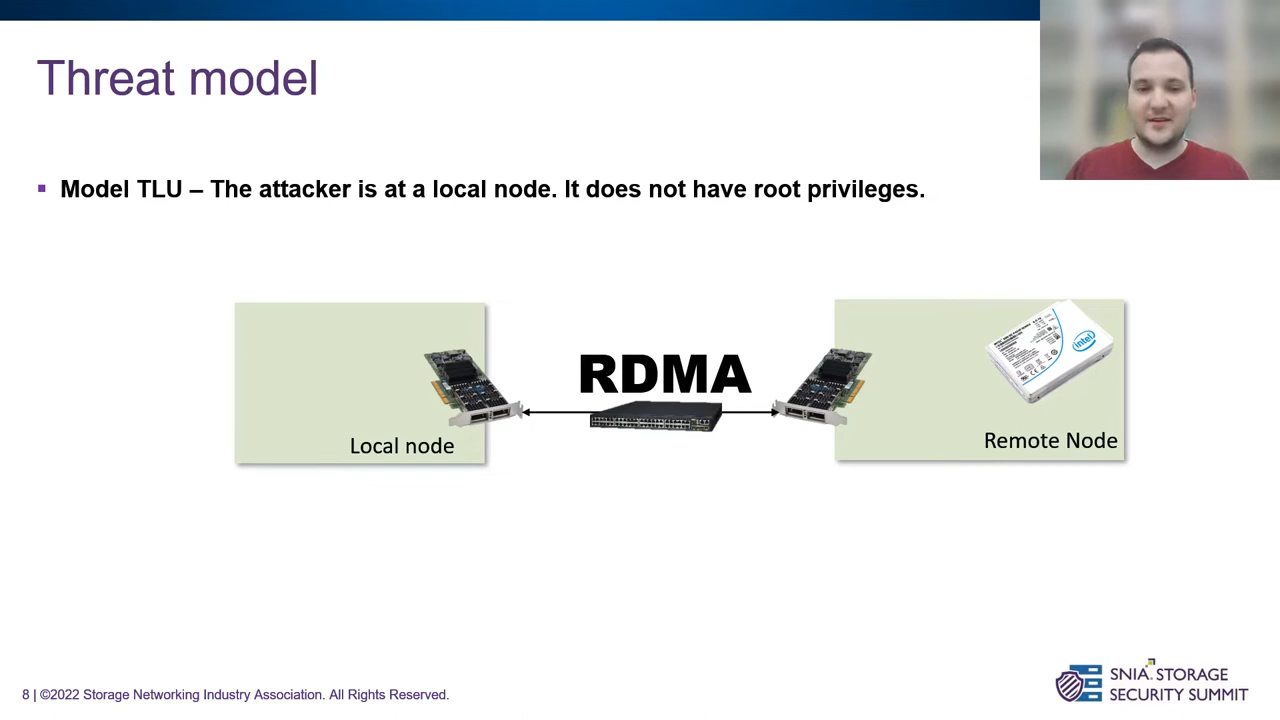 Threat model
▪ Model TLU – The attacker is at a local node. It does not have root privileges.
RDMA
intel
Local node
Remote Node
8 | ©2022 Storage Networking Industry Association. All Rights Reserved.
SNIA. STORAGE
SECURITY SUMMIT